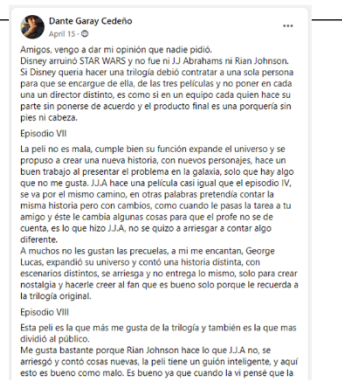 Dante Garay Cedeño
April 15 ·
Amigos, vengo a dar mi opinión que nadie pidió.
Disney arruinó STAR WARS y no fue ni J.J Abrahams ni Rian Johnson.
Si Disney queria hacer una trilogía debió contratar a una sola persona
para que se encargue de ella, de las tres películas y no poner en cada
una un director distinto, es como si en un equipo cada quien hace su
parte sin ponerse de acuerdo y el producto final es una porquería sin
pies ni cabeza.
Episodio VII
La peli no es mala, cumple bien su función expande el universo y se
propuso a crear una nueva historia, con nuevos personajes, hace un
buen trabajo al presentar el problema en la galaxia, solo que hay algo
que no me gusta. J.J.A hace una película casi igual que el episodio IV,
se va por el mismo camino, en otras palabras pretendía contar la
misma historia pero con cambios, como cuando le pasas la tarea a tu
amigo y éste le cambia algunas cosas para que el profe no se de
cuenta, es lo que hizo J.J.A, no se quizo a arriesgar a contar algo
diferente.
A muchos no les gustan las precuelas, a mi me encantan, George
Lucas, expandió su universo y contó una historia distinta, con
escenarios distintos, se arriesga y no entrega lo mismo, solo para crear
nostalgia y hacerle creer al fan que es bueno solo porque le recuerda a
la trilogía original.
Episodio VIII
Esta peli es la que más me gusta de la trilogía y también es la que mas
dividió al público.
Me gusta bastante porque Rian Johnson hace lo que J.J.A no, se
arriesgó y contó cosas nuevas, la peli tiene un guión inteligente, y aquí
esto es bueno como malo. Es bueno ya que cuando la vi pensé que la